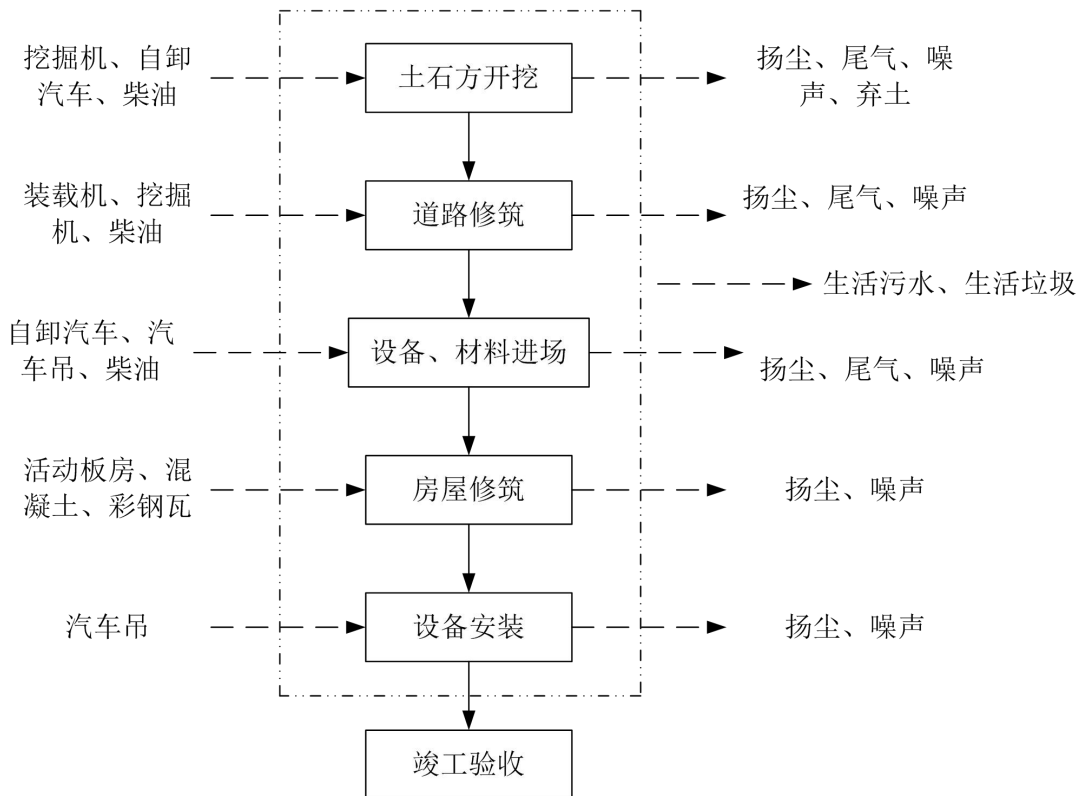 挖掘机、自卸
汽车、柴油
土石方开挖
扬尘、尾气、噪
声、弃土
装载机、挖掘
机、柴油
道路修筑
扬尘、尾气、噪声
生活污水、生活垃圾
自卸汽车、汽
车吊、柴油
设备、材料进场
扬尘、尾气、噪声
活动板房、混
凝土、彩钢瓦
房屋修筑
扬尘、噪声
汽车吊
设备安装
扬尘、噪声
竣工验收